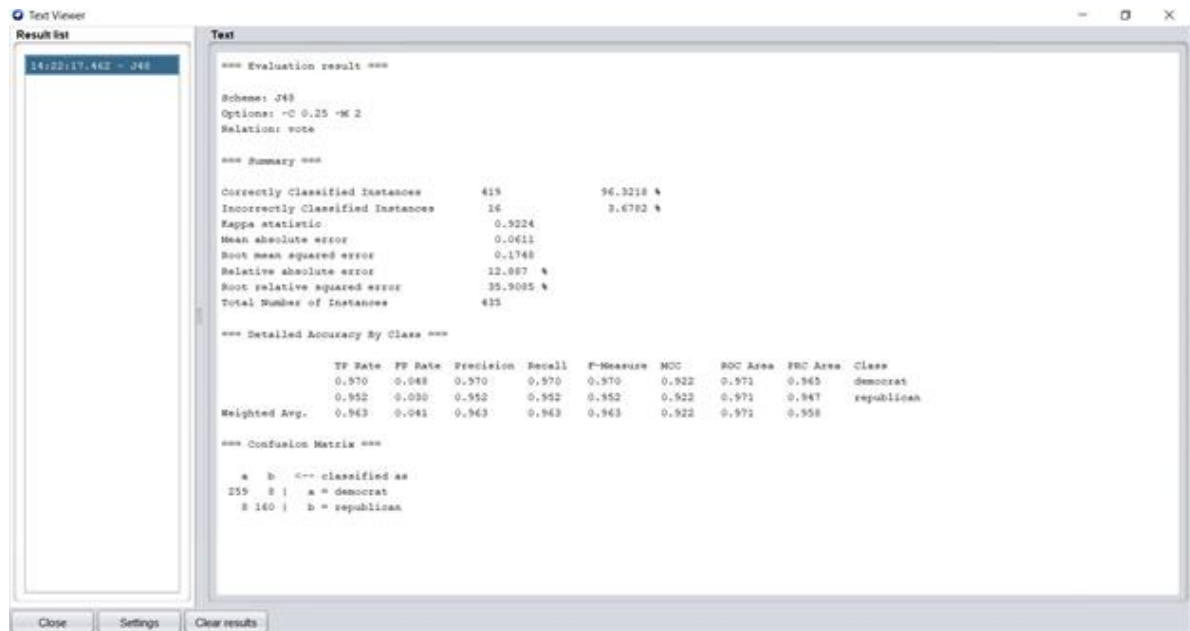 Text Viewer
Result list
Text
14:22:17.462 - J48
=== Evaluation result ===
Scheme: J48
Options: -C 0.25 -M 2
Relation: vote
=== Summary ===
Correctly Classified Instances 419 96.3218 %
Incorrectly Classified Instances 16 3.6782 %
Kappa statistic 0.9224
Mean absolute error 0.0611
Root mean squared error 0.1748
Relative absolute error 12.887 %
Root relative squared error 35.9085 %
Total Number of Instances 435
=== Detailed Accuracy By Class ===
TP Rate FP Rate Precision Recall F-Measure MCC ROC Area PRC Area Class
0.970 0.048 0.970 0.970 0.970 0.922 0.971 0.965 democrat
0.952 0.030 0.952 0.952 0.952 0.922 0.971 0.947 republican
Weighted Avg. 0.963 0.041 0.963 0.963 0.963 0.922 0.971 0.958
=== Confusion Matrix ===
a b <-- classified as
259 8 | a = democrat
8 160 | b = republican
Close Settings Clear results